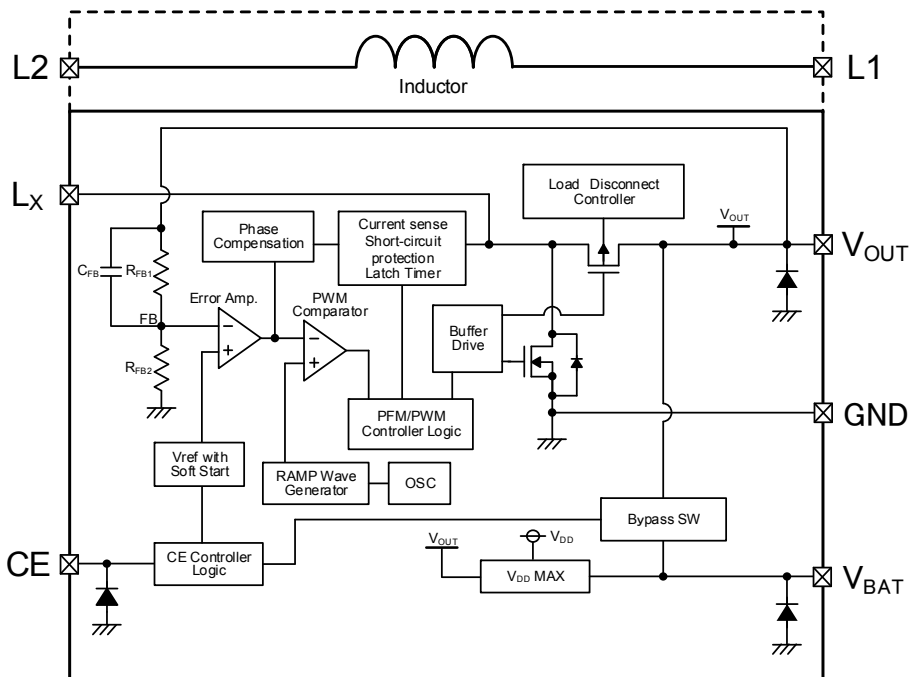 L2
L1
Inductor
LX
Load Disconnect
Controller
VOUT
VOUT
Phase
Compensation
Current sense
Short-circuit
protection
Latch Timer
CFB
RFB1
Error Amp.
PWM
Comparator
FB
Buffer
Drive
RFB2
PFM/PWM
Controller Logic
GND
Vref with
Soft Start
RAMP Wave
Generator
OSC
Bypass SW
CE
CE Controller
Logic
VOUT
VDD
VDD MAX
VBAT